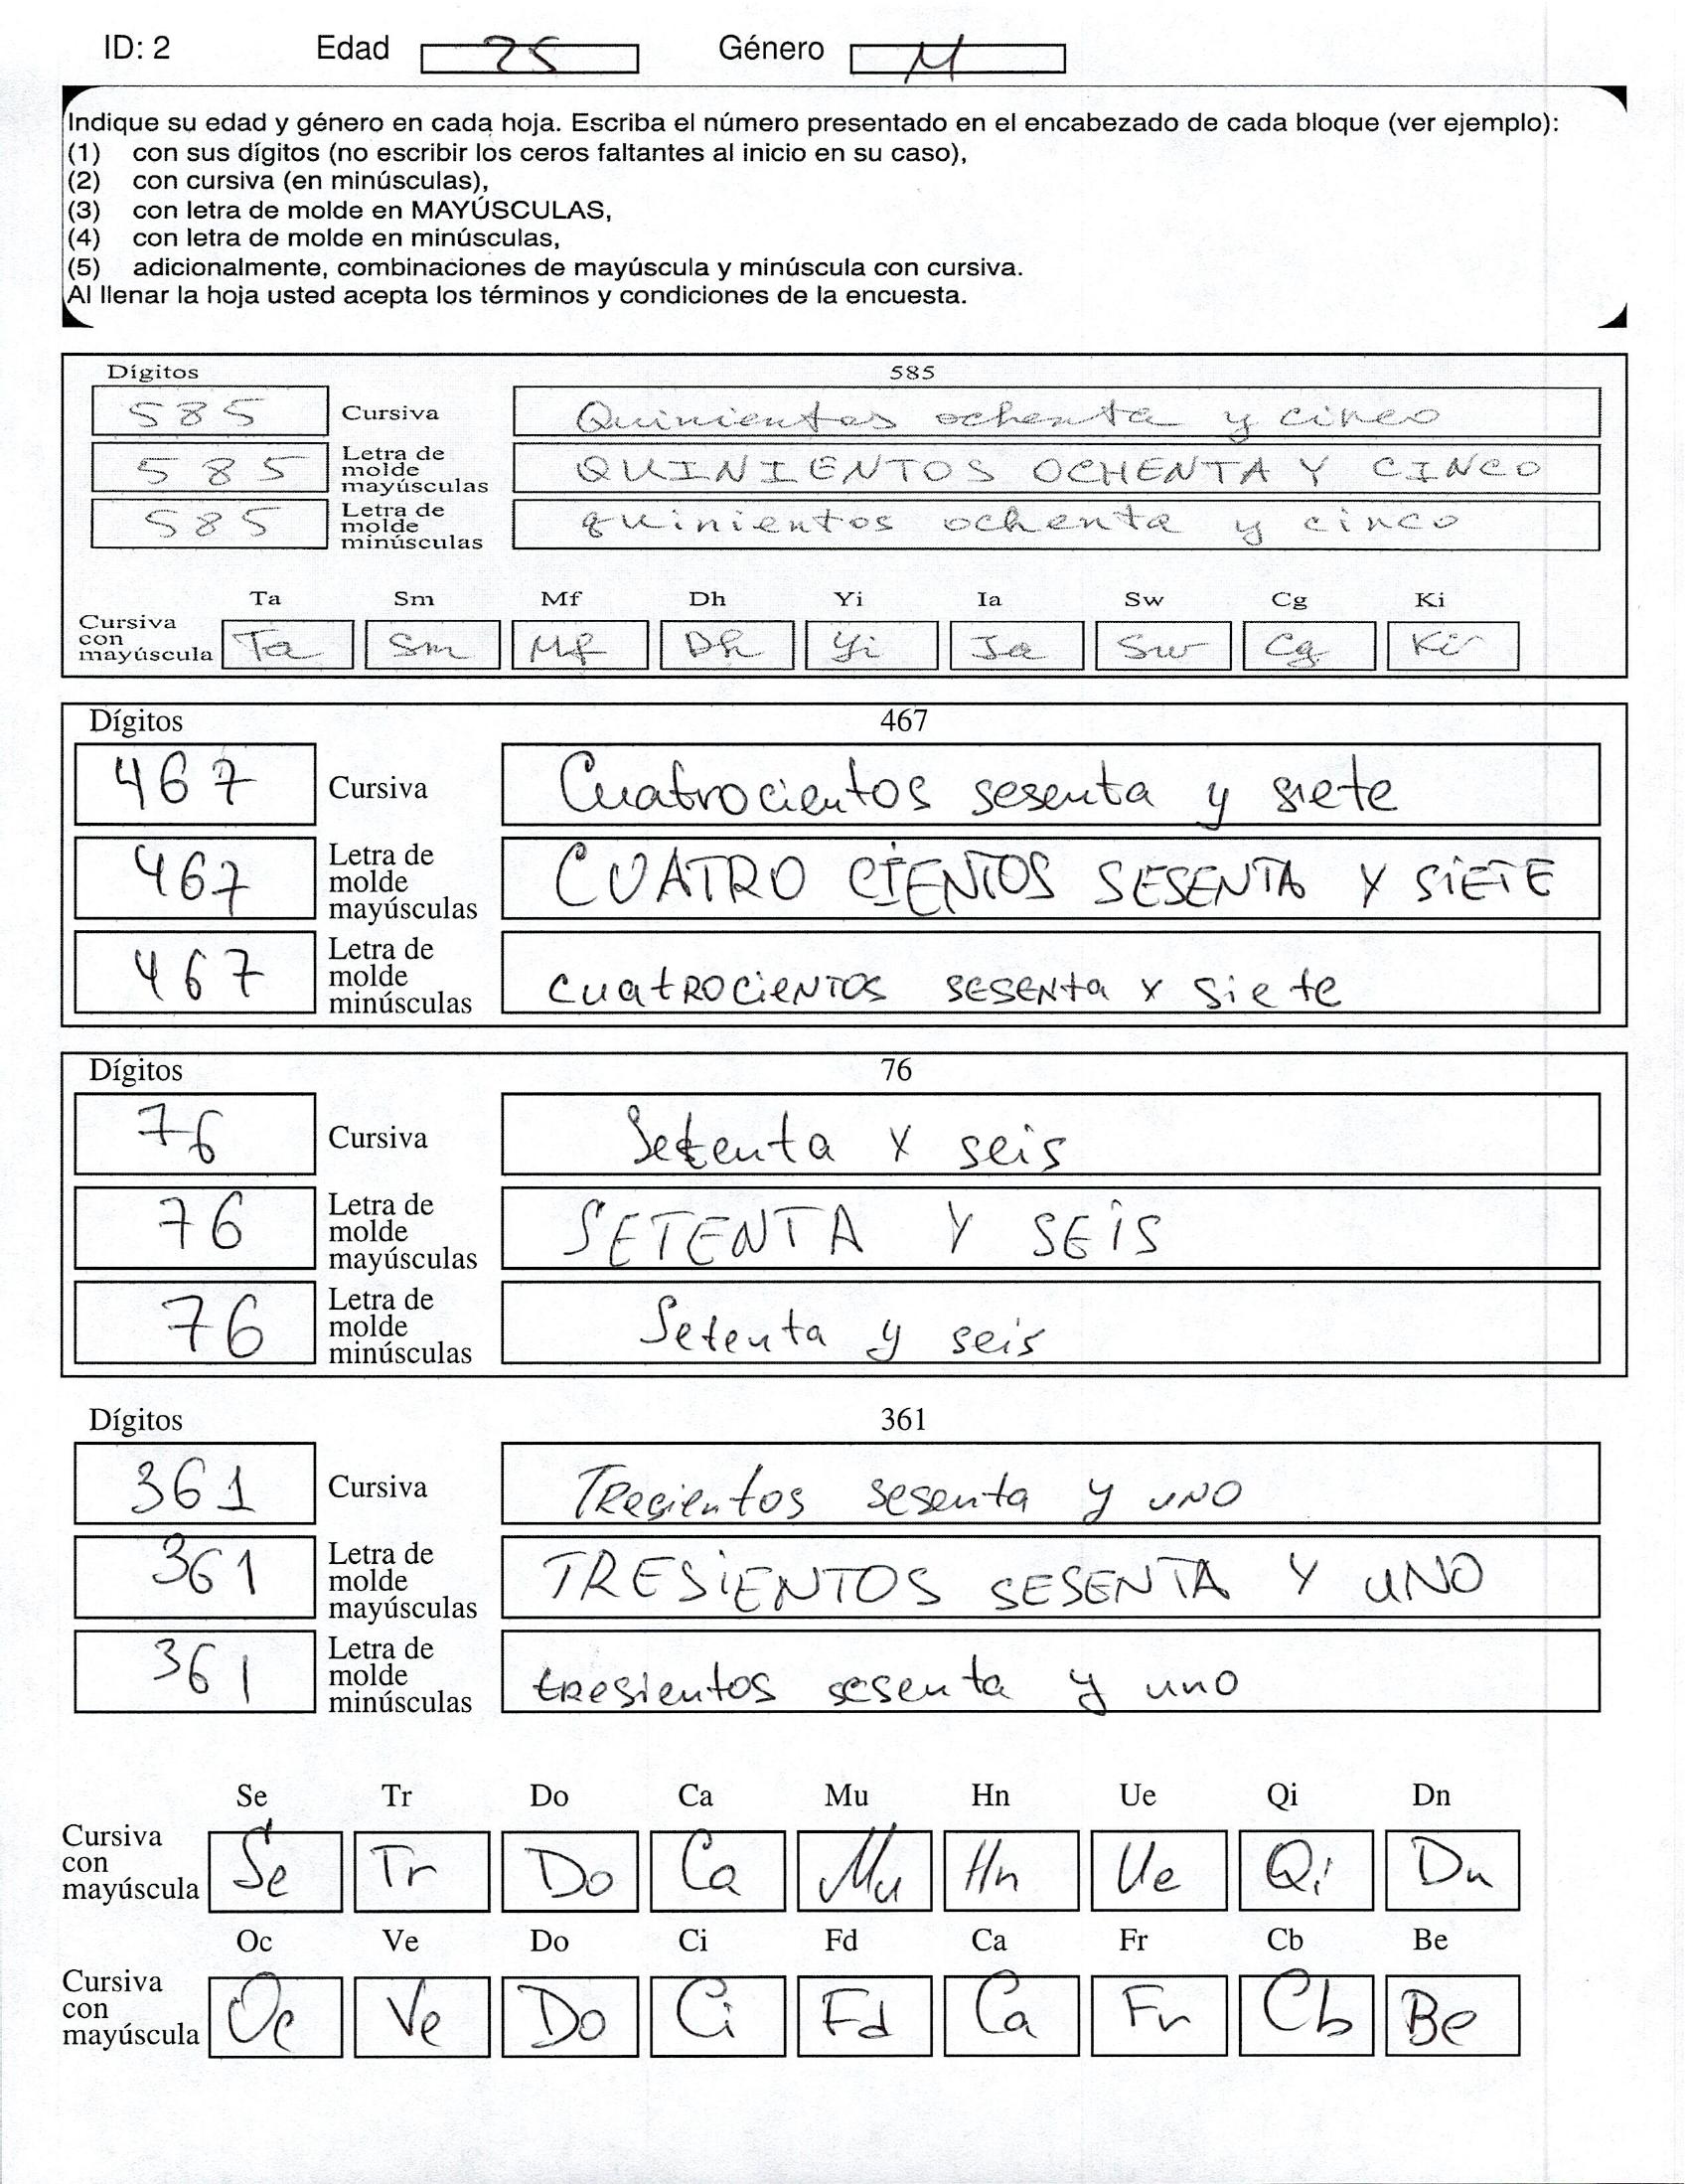 ID: 2 Edad 25 Género M
Indique su edad y género en cada hoja. Escriba el número presentado en el encabezado de cada bloque (ver ejemplo):
(1) con sus dígitos (no escribir los ceros faltantes al inicio en su caso),
(2) con cursiva (en minúsculas),
(3) con letra de molde en MAYÚSCULAS,
(4) con letra de molde en minúsculas,
(5) adicionalmente, combinaciones de mayúscula y minúscula con cursiva.
Al llenar la hoja usted acepta los términos y condiciones de la encuesta.
Dígitos 585
585 Cursiva Quinientos ochenta y cinco
585 Letra de molde mayúsculas QUINIENTOS OCHENTA Y CINCO
585 Letra de molde minúsculas quinientos ochenta y cinco
Ta Sm Mf Dh Yi Ia Sw Cg Ki
Cursiva con mayúscula Ta Sm Mf Dh Yi Ia Sw Cg Ki
Dígitos 467
467 Cursiva Cuatrocientos sesenta y siete
467 Letra de molde mayúsculas CUATRO CIENTOS SESENTA Y SIETE
467 Letra de molde minúsculas cuatROCieNTOS SESENta y siete
Dígitos 76
76 Cursiva Setenta y seis
76 Letra de molde mayúsculas SETENTA Y SEiS
76 Letra de molde minúsculas Setenta y seis
Dígitos 361
361 Cursiva TRecientos sesenta y uNO
361 Letra de molde mayúsculas TRESiENTOS SESENTA Y UNO
361 Letra de molde minúsculas tResientos sesenta y uno
Se Tr Do Ca Mu Hn Ue Qi Dn
Cursiva con mayúscula Se Tr Do Ca Mu Hn Ue Qi Dn
Oc Ve Do Ci Fd Ca Fr Cb Be
Cursiva con mayúscula Oc Ve Do Ci Fd Ca Fr Cb Be